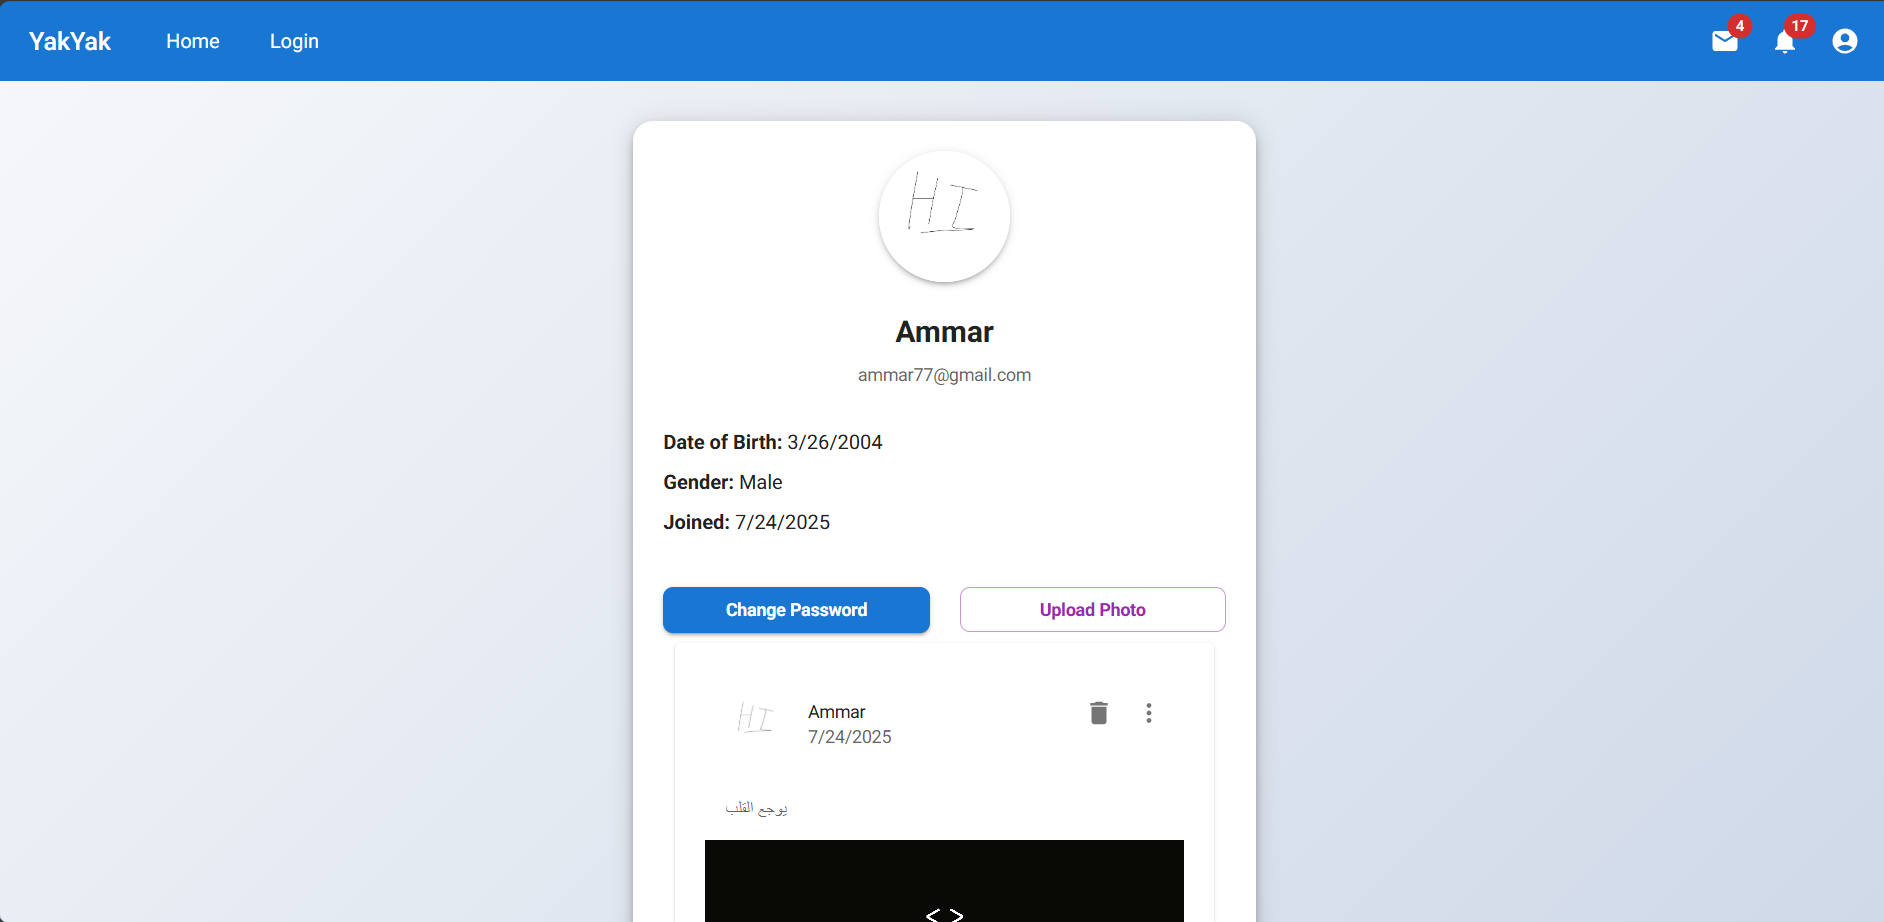 YakYak Home Login 4 17
HI
Ammar
ammar77@gmail.com
Date of Birth: 3/26/2004
Gender: Male
Joined: 7/24/2025
Change Password Upload Photo
HI Ammar
7/24/2025
يوجع القلب
< >